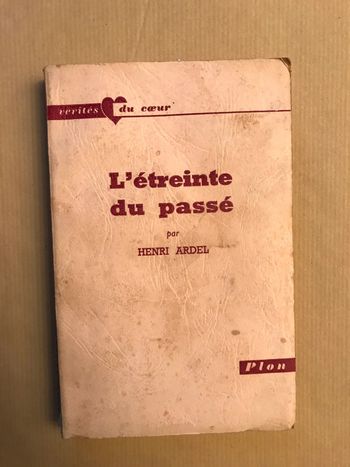 vérités du cœur
L'étreinte
du passé
par
HENRI ARDEL
Plon